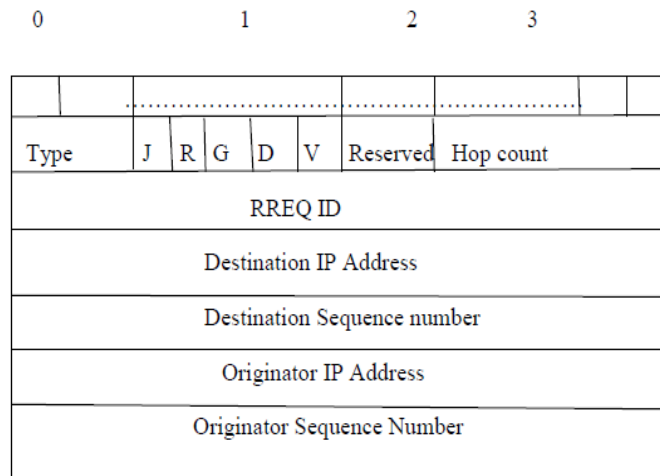 0 1 2 3
Type J R G D V Reserved Hop count
RREQ ID
Destination IP Address
Destination Sequence number
Originator IP Address
Originator Sequence Number